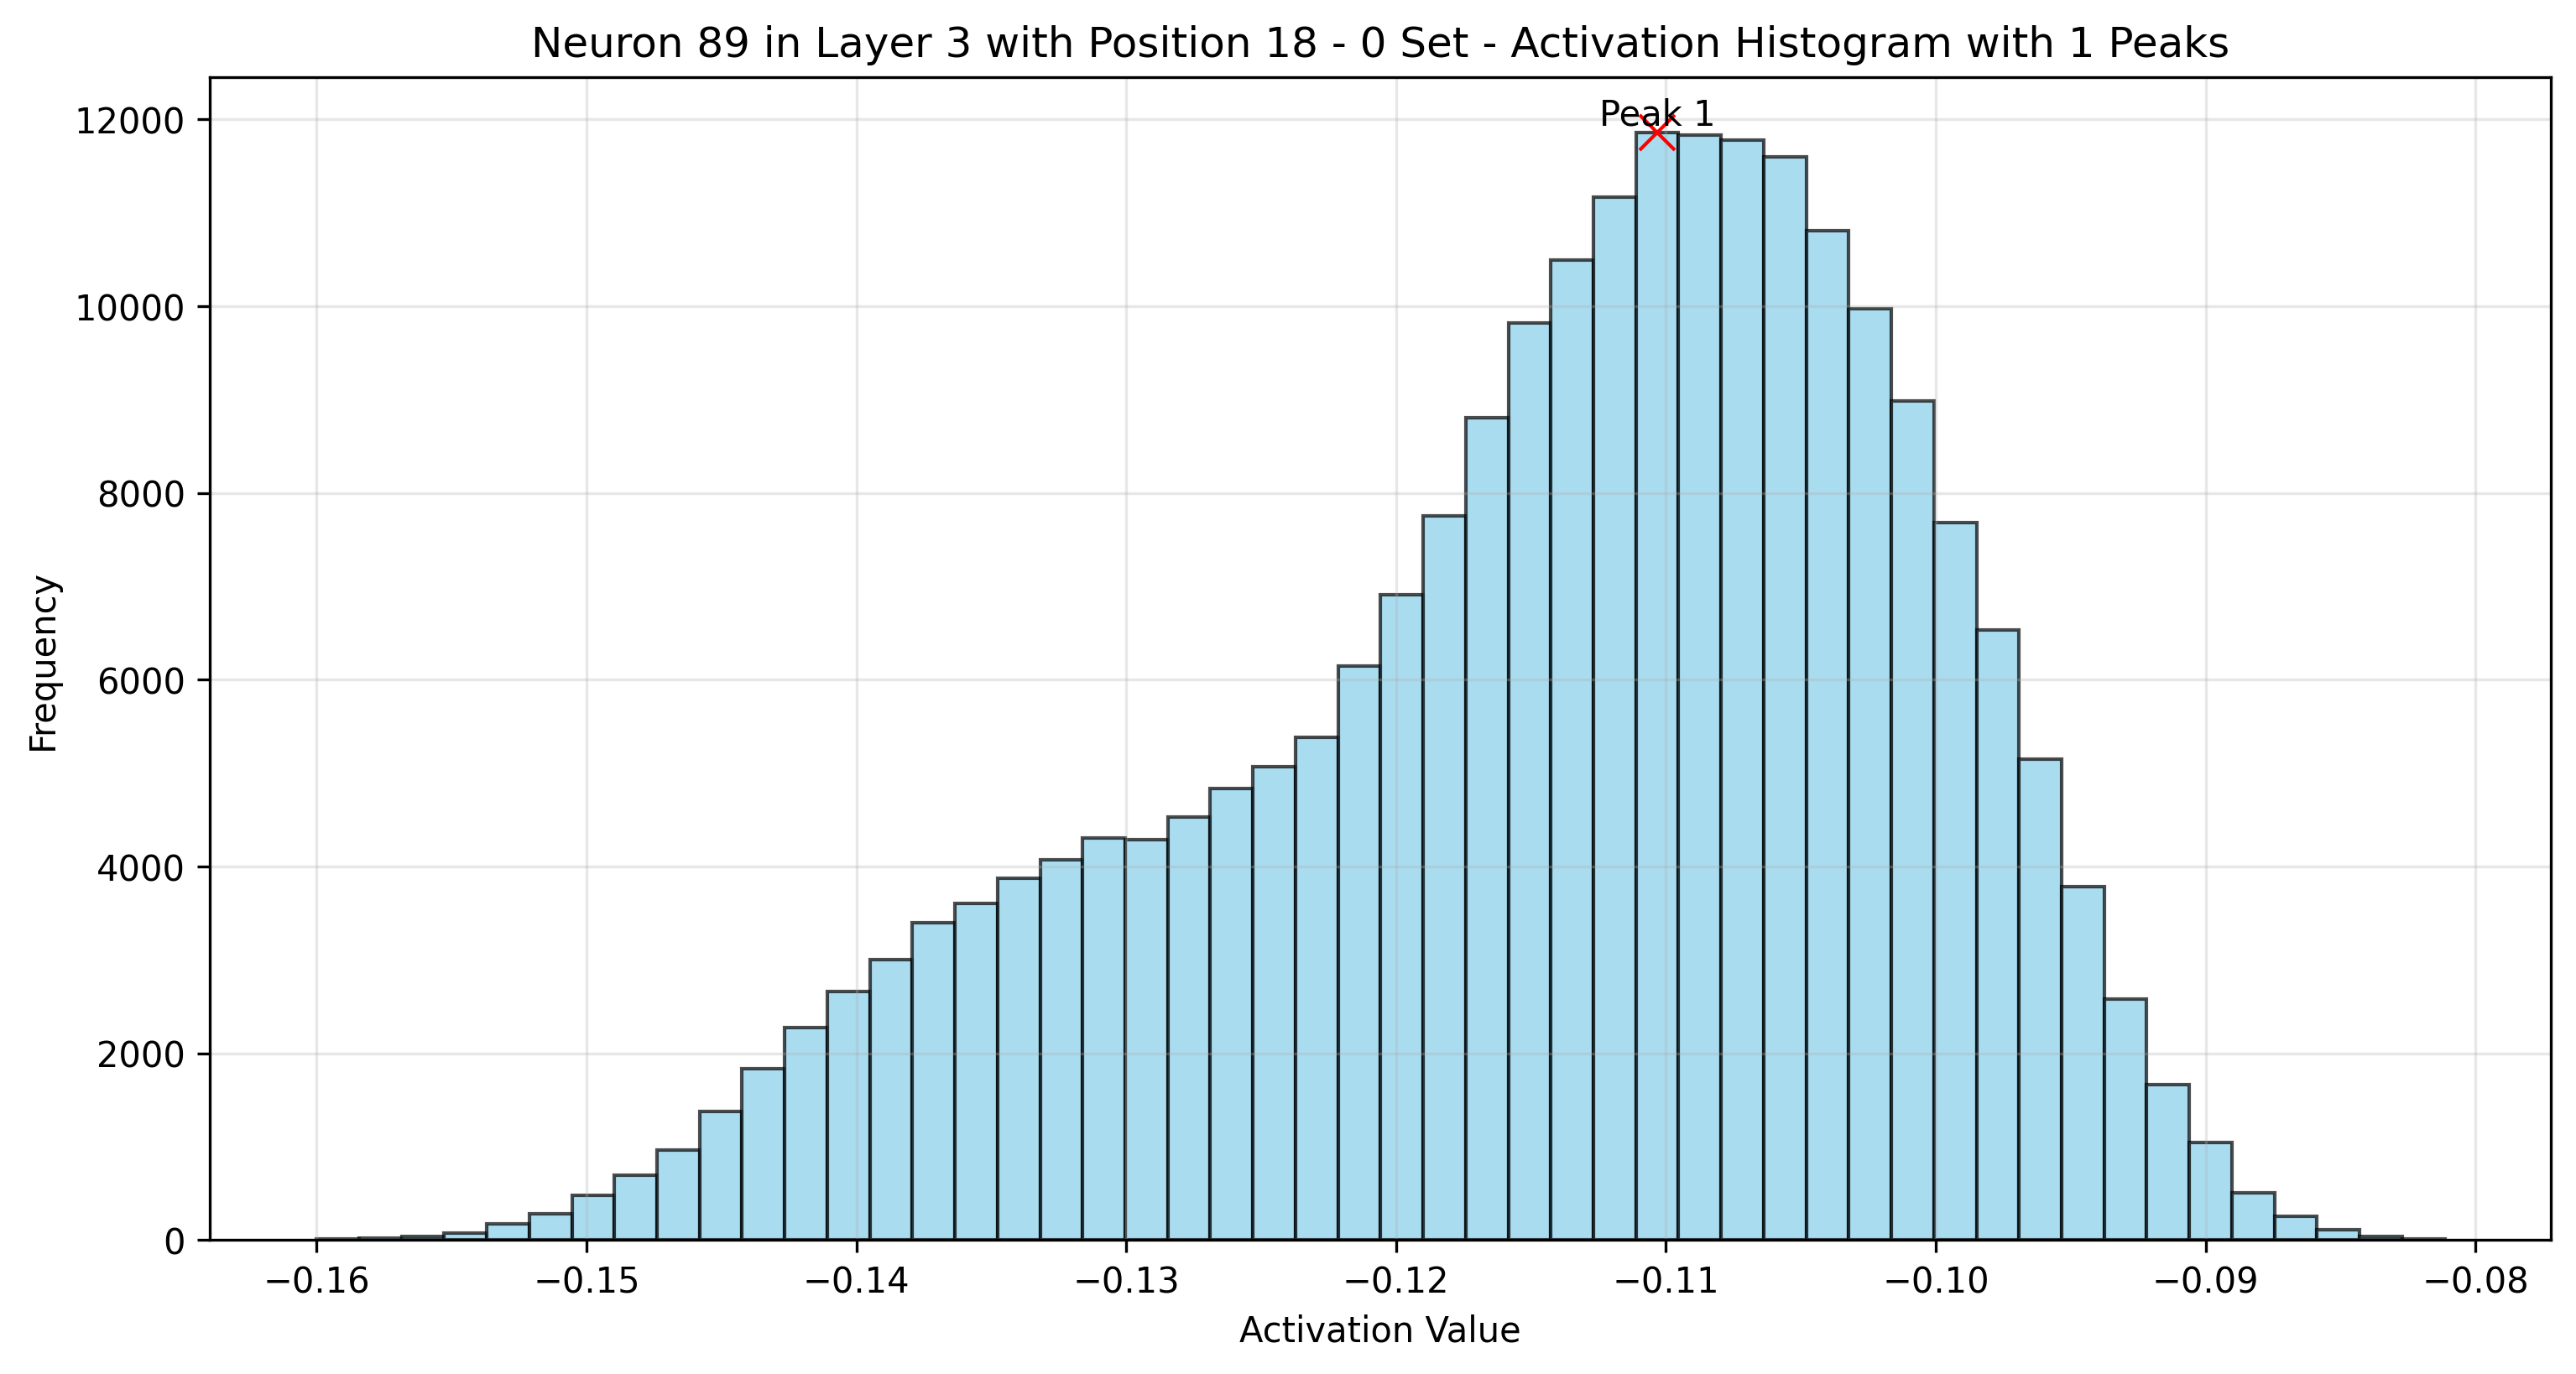 Neuron 89 in Layer 3 with Position 18 - 0 Set - Activation Histogram with 1 Peaks
Peak 1
12000
10000
8000
6000
4000
2000
0
Frequency
−0.16 −0.15 −0.14 −0.13 −0.12 −0.11 −0.10 −0.09 −0.08
Activation Value